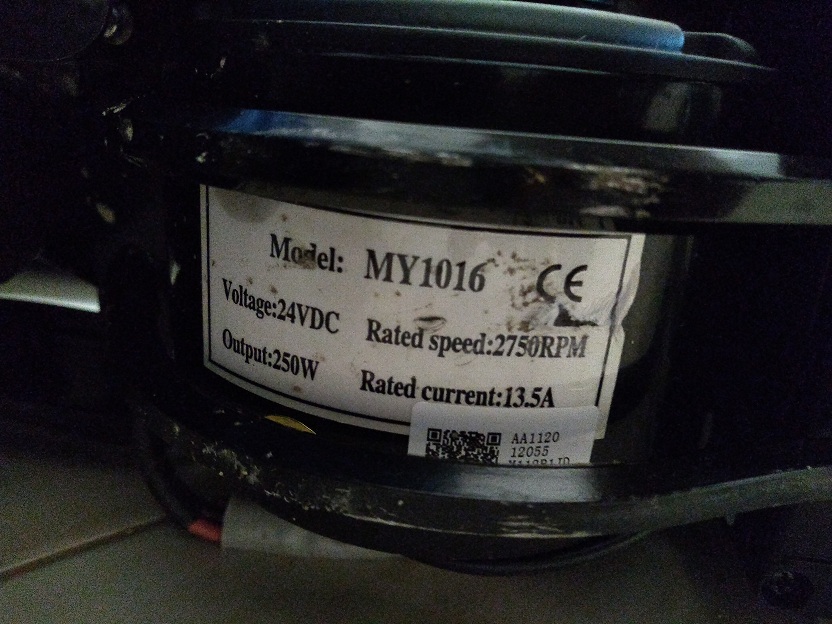 Model: MY1016 CE
Voltage:24VDC Rated speed:2750RPM
Output:250W Rated current:13.5A
AA1120
12055